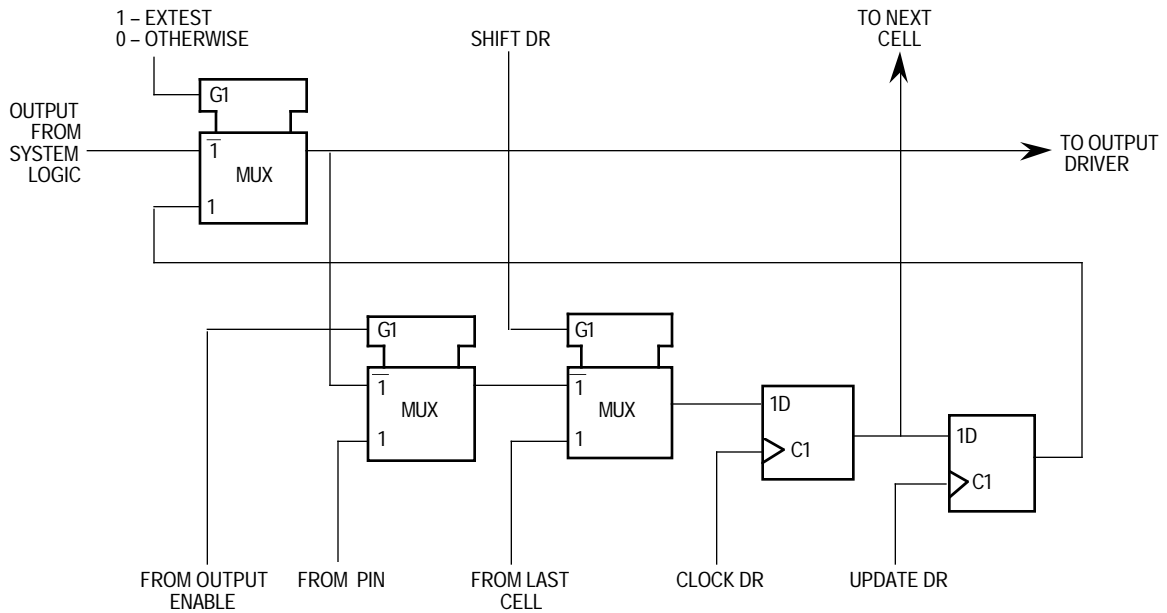 1 – EXTEST
0 – OTHERWISE
SHIFT DR
TO NEXT
CELL
G1
OUTPUT
FROM
SYSTEM
LOGIC
1̅
MUX
1
TO OUTPUT
DRIVER
G1
G1
1̅
MUX
1
1̅
MUX
1
1D
C1
1D
C1
FROM OUTPUT
ENABLE
FROM PIN
FROM LAST
CELL
CLOCK DR
UPDATE DR